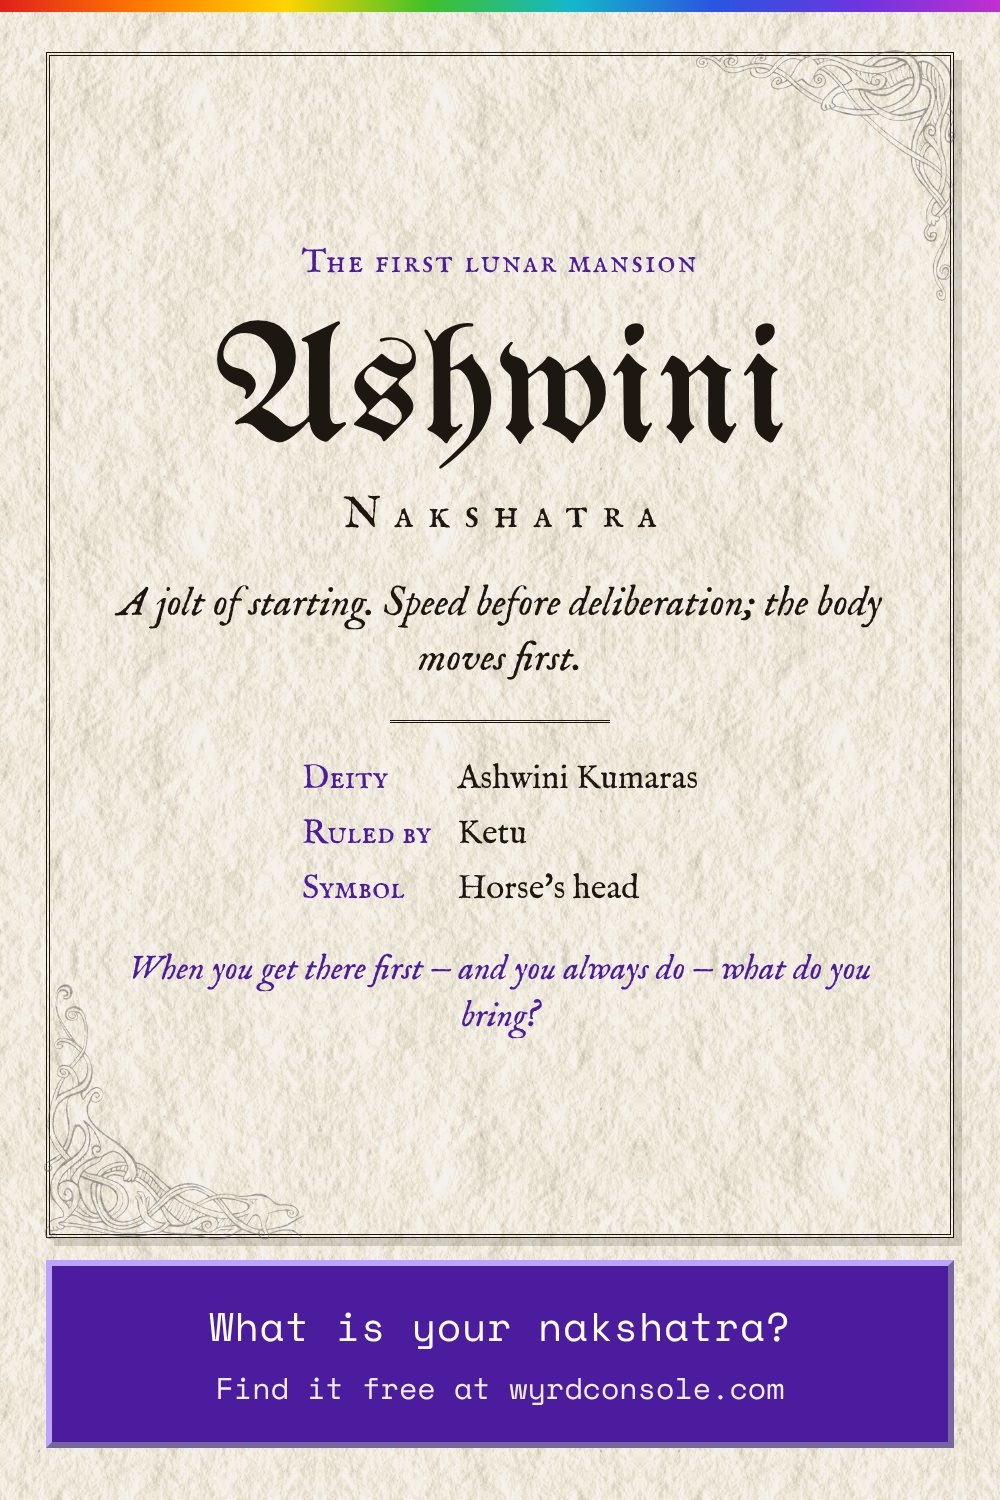 The first lunar mansion
Ashwini
Nakshatra
A jolt of starting. Speed before deliberation; the body
moves first.
Deity Ashwini Kumaras
Ruled by Ketu
Symbol Horse’s head
When you get there first — and you always do — what do you
bring?
What is your nakshatra?
Find it free at wyrdconsole.com